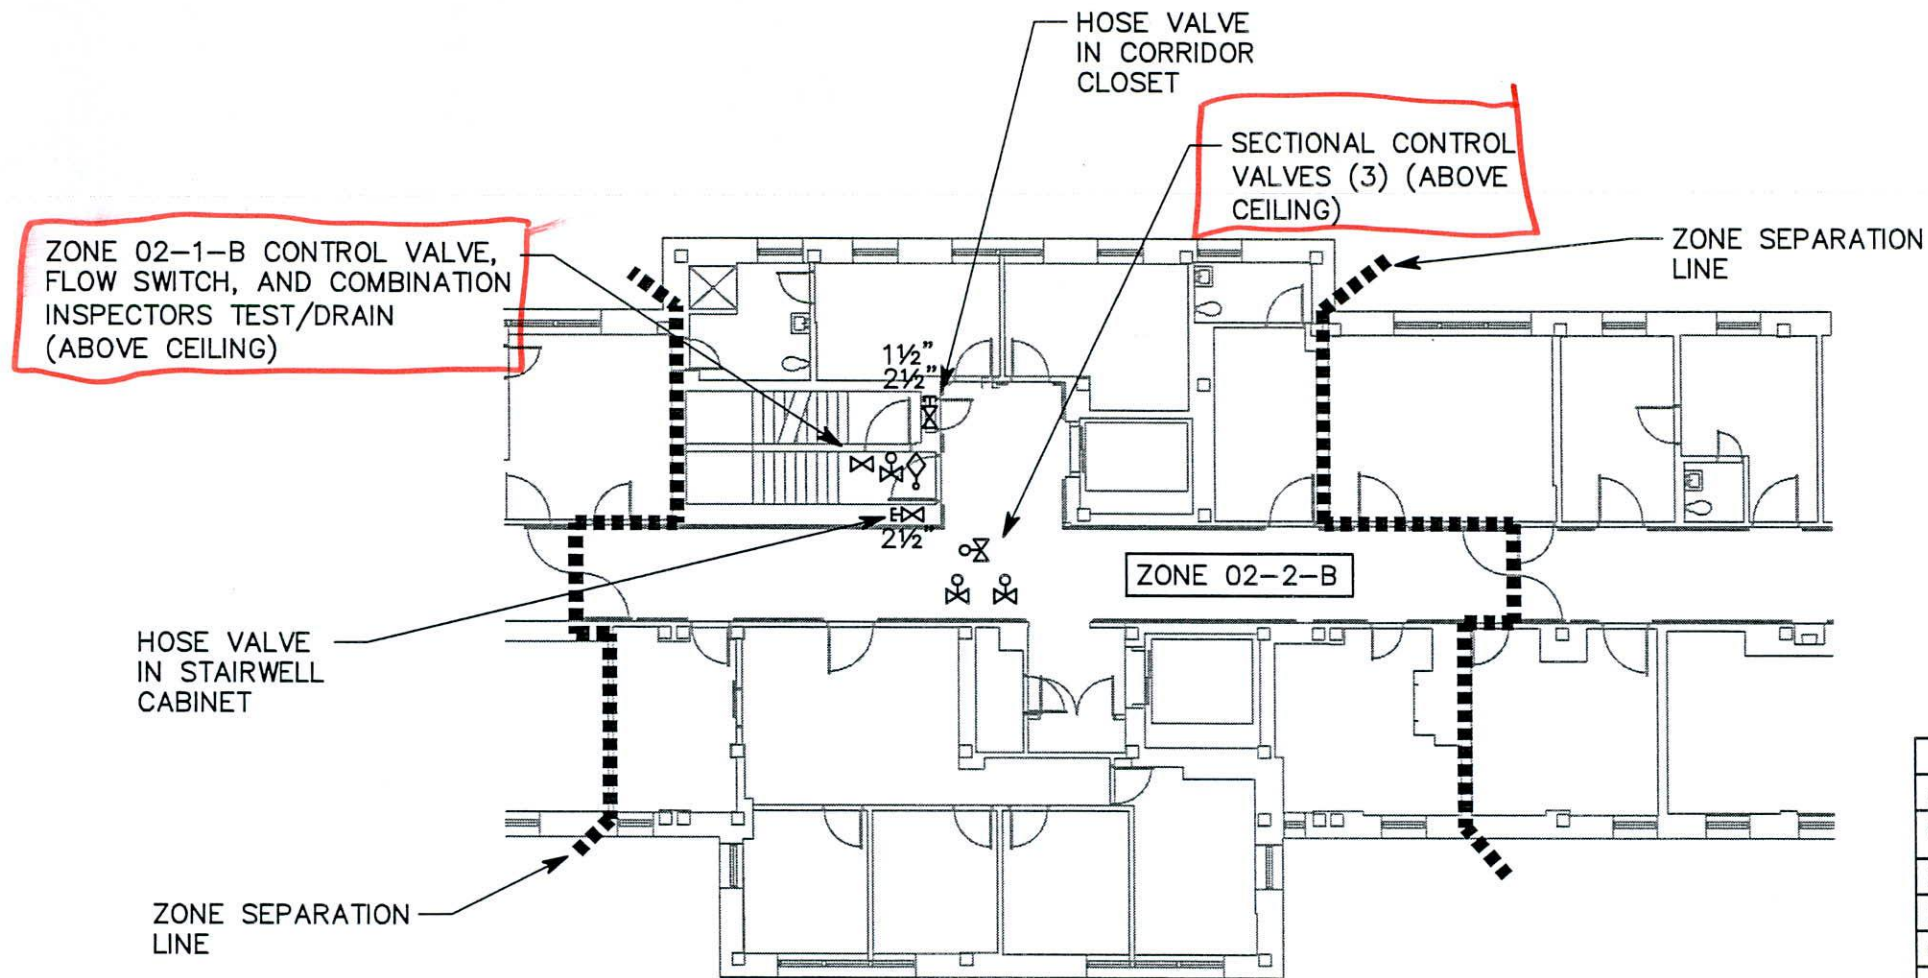 HOSE VALVE
IN CORRIDOR
CLOSET
SECTIONAL CONTROL
VALVES (3) (ABOVE
CEILING)
ZONE 02-1-B CONTROL VALVE,
FLOW SWITCH, AND COMBINATION
INSPECTORS TEST/DRAIN
(ABOVE CEILING)
ZONE SEPARATION
LINE
1½"
2½"
2½"
ZONE 02-2-B
HOSE VALVE
IN STAIRWELL
CABINET
ZONE SEPARATION
LINE